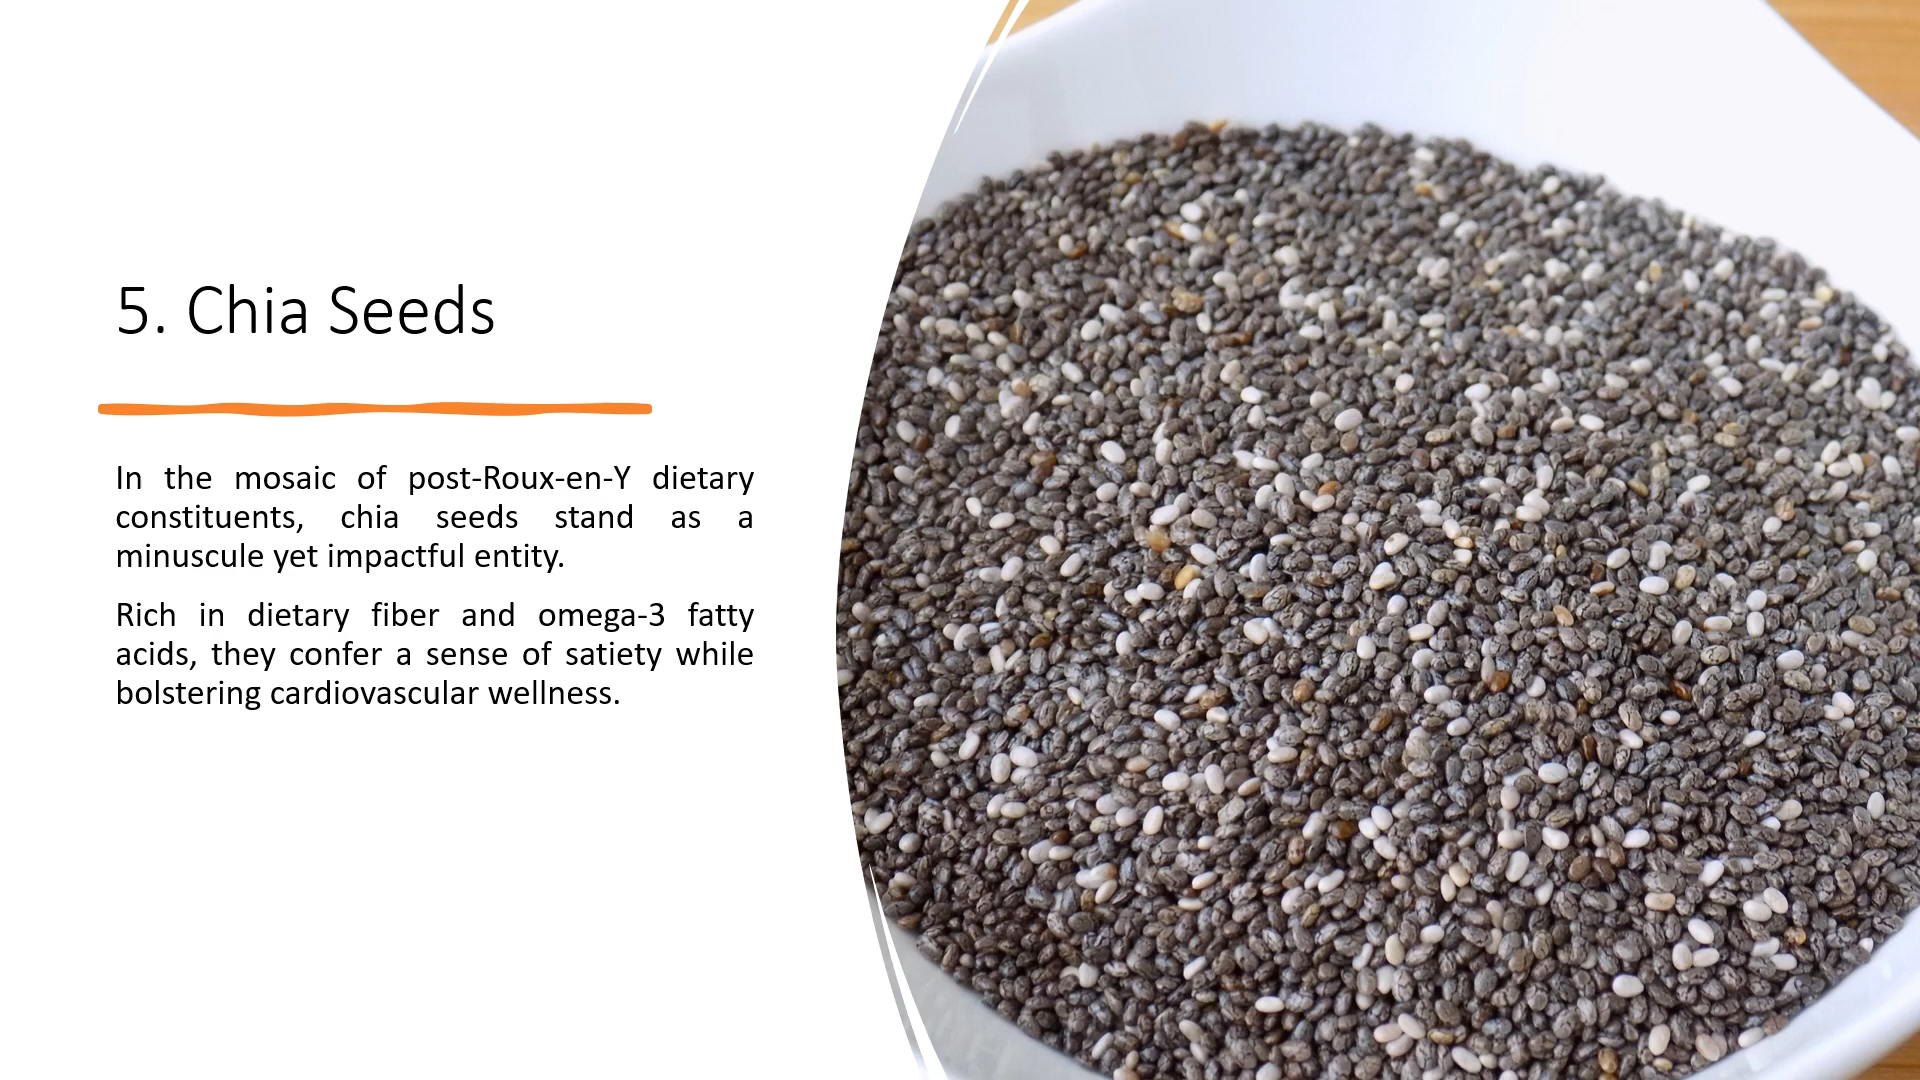 5. Chia Seeds
In the mosaic of post-Roux-en-Y dietary
constituents, chia seeds stand as a
minuscule yet impactful entity.
Rich in dietary fiber and omega-3 fatty
acids, they confer a sense of satiety while
bolstering cardiovascular wellness.